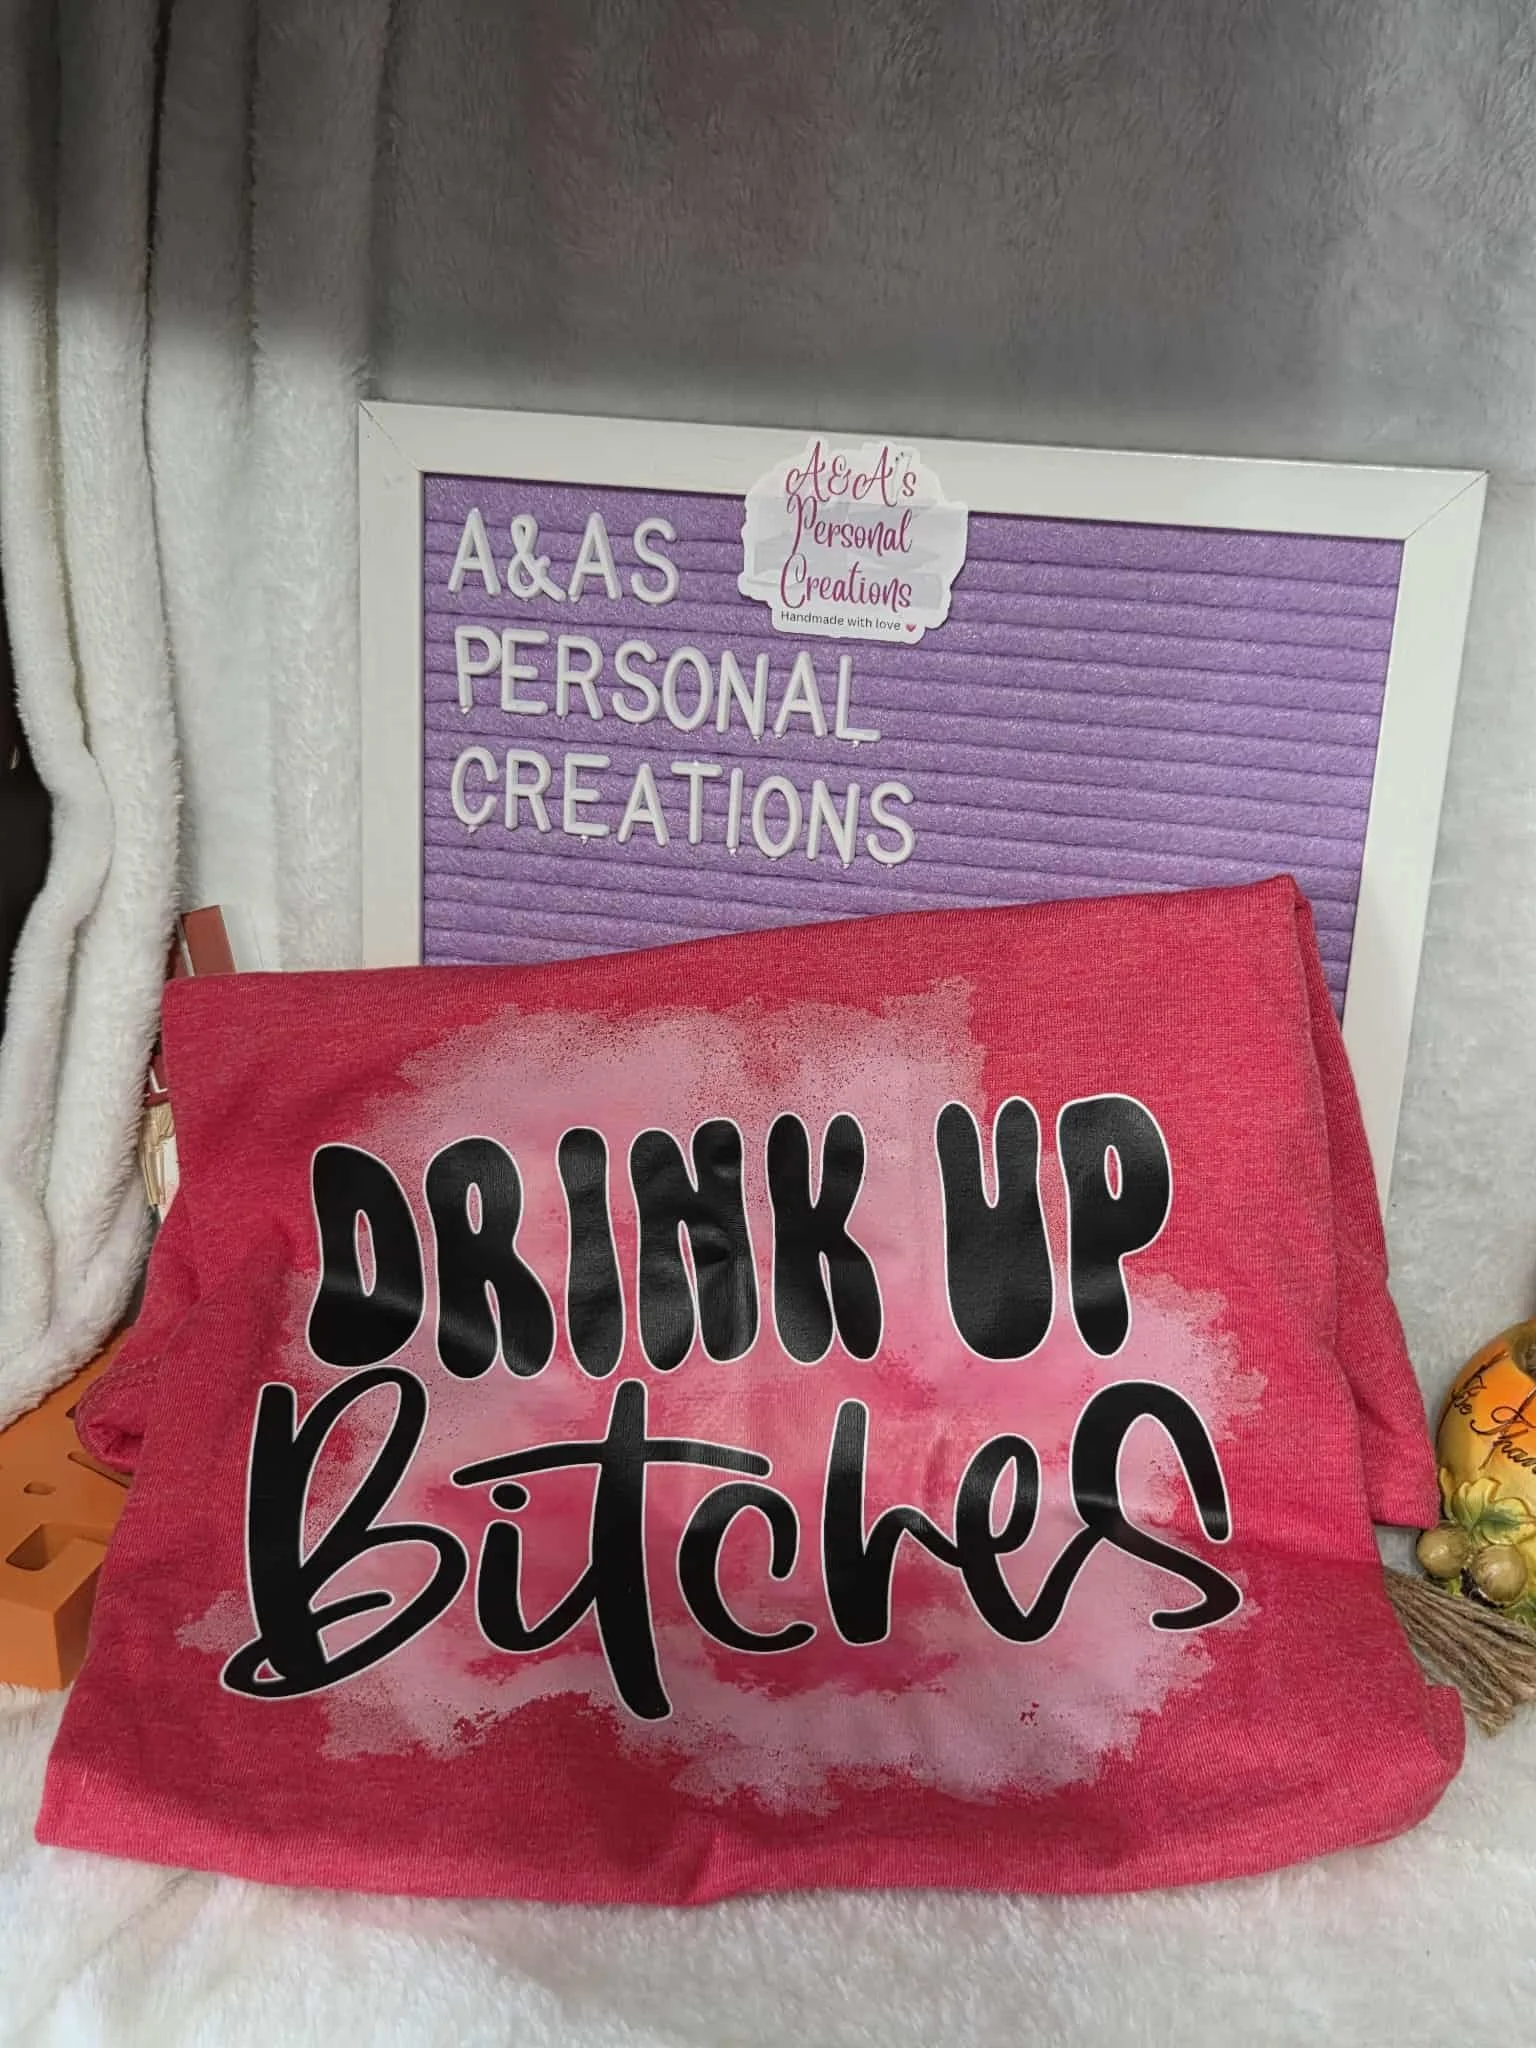 A&AS
PERSONAL
CREATIONS
A&A's
Personal
Creations
Handmade with love
DRINK UP
Bitches